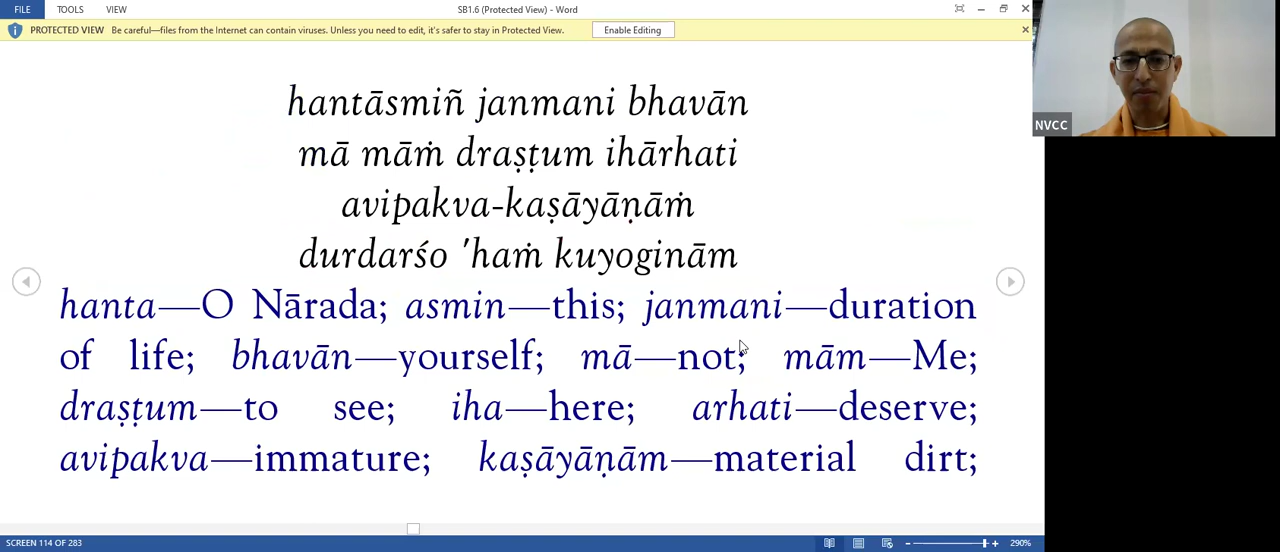 FILE TOOLS VIEW SB1.6 (Protected View) - Word
PROTECTED VIEW Be careful—files from the Internet can contain viruses. Unless you need to edit, it's safer to stay in Protected View. Enable Editing
hantāsmiñ janmani bhavān
mā māṁ draṣṭum ihārhati
avipakva-kaṣāyāṇāṁ
durdarśo 'haṁ kuyoginām
hanta—O Nārada; asmin—this; janmani—duration
of life; bhavān—yourself; mā—not; mām—Me;
draṣṭum—to see; iha—here; arhati—deserve;
avipakva—immature; kaṣāyāṇām—material dirt;
SCREEN 114 OF 283
290%
NVCC